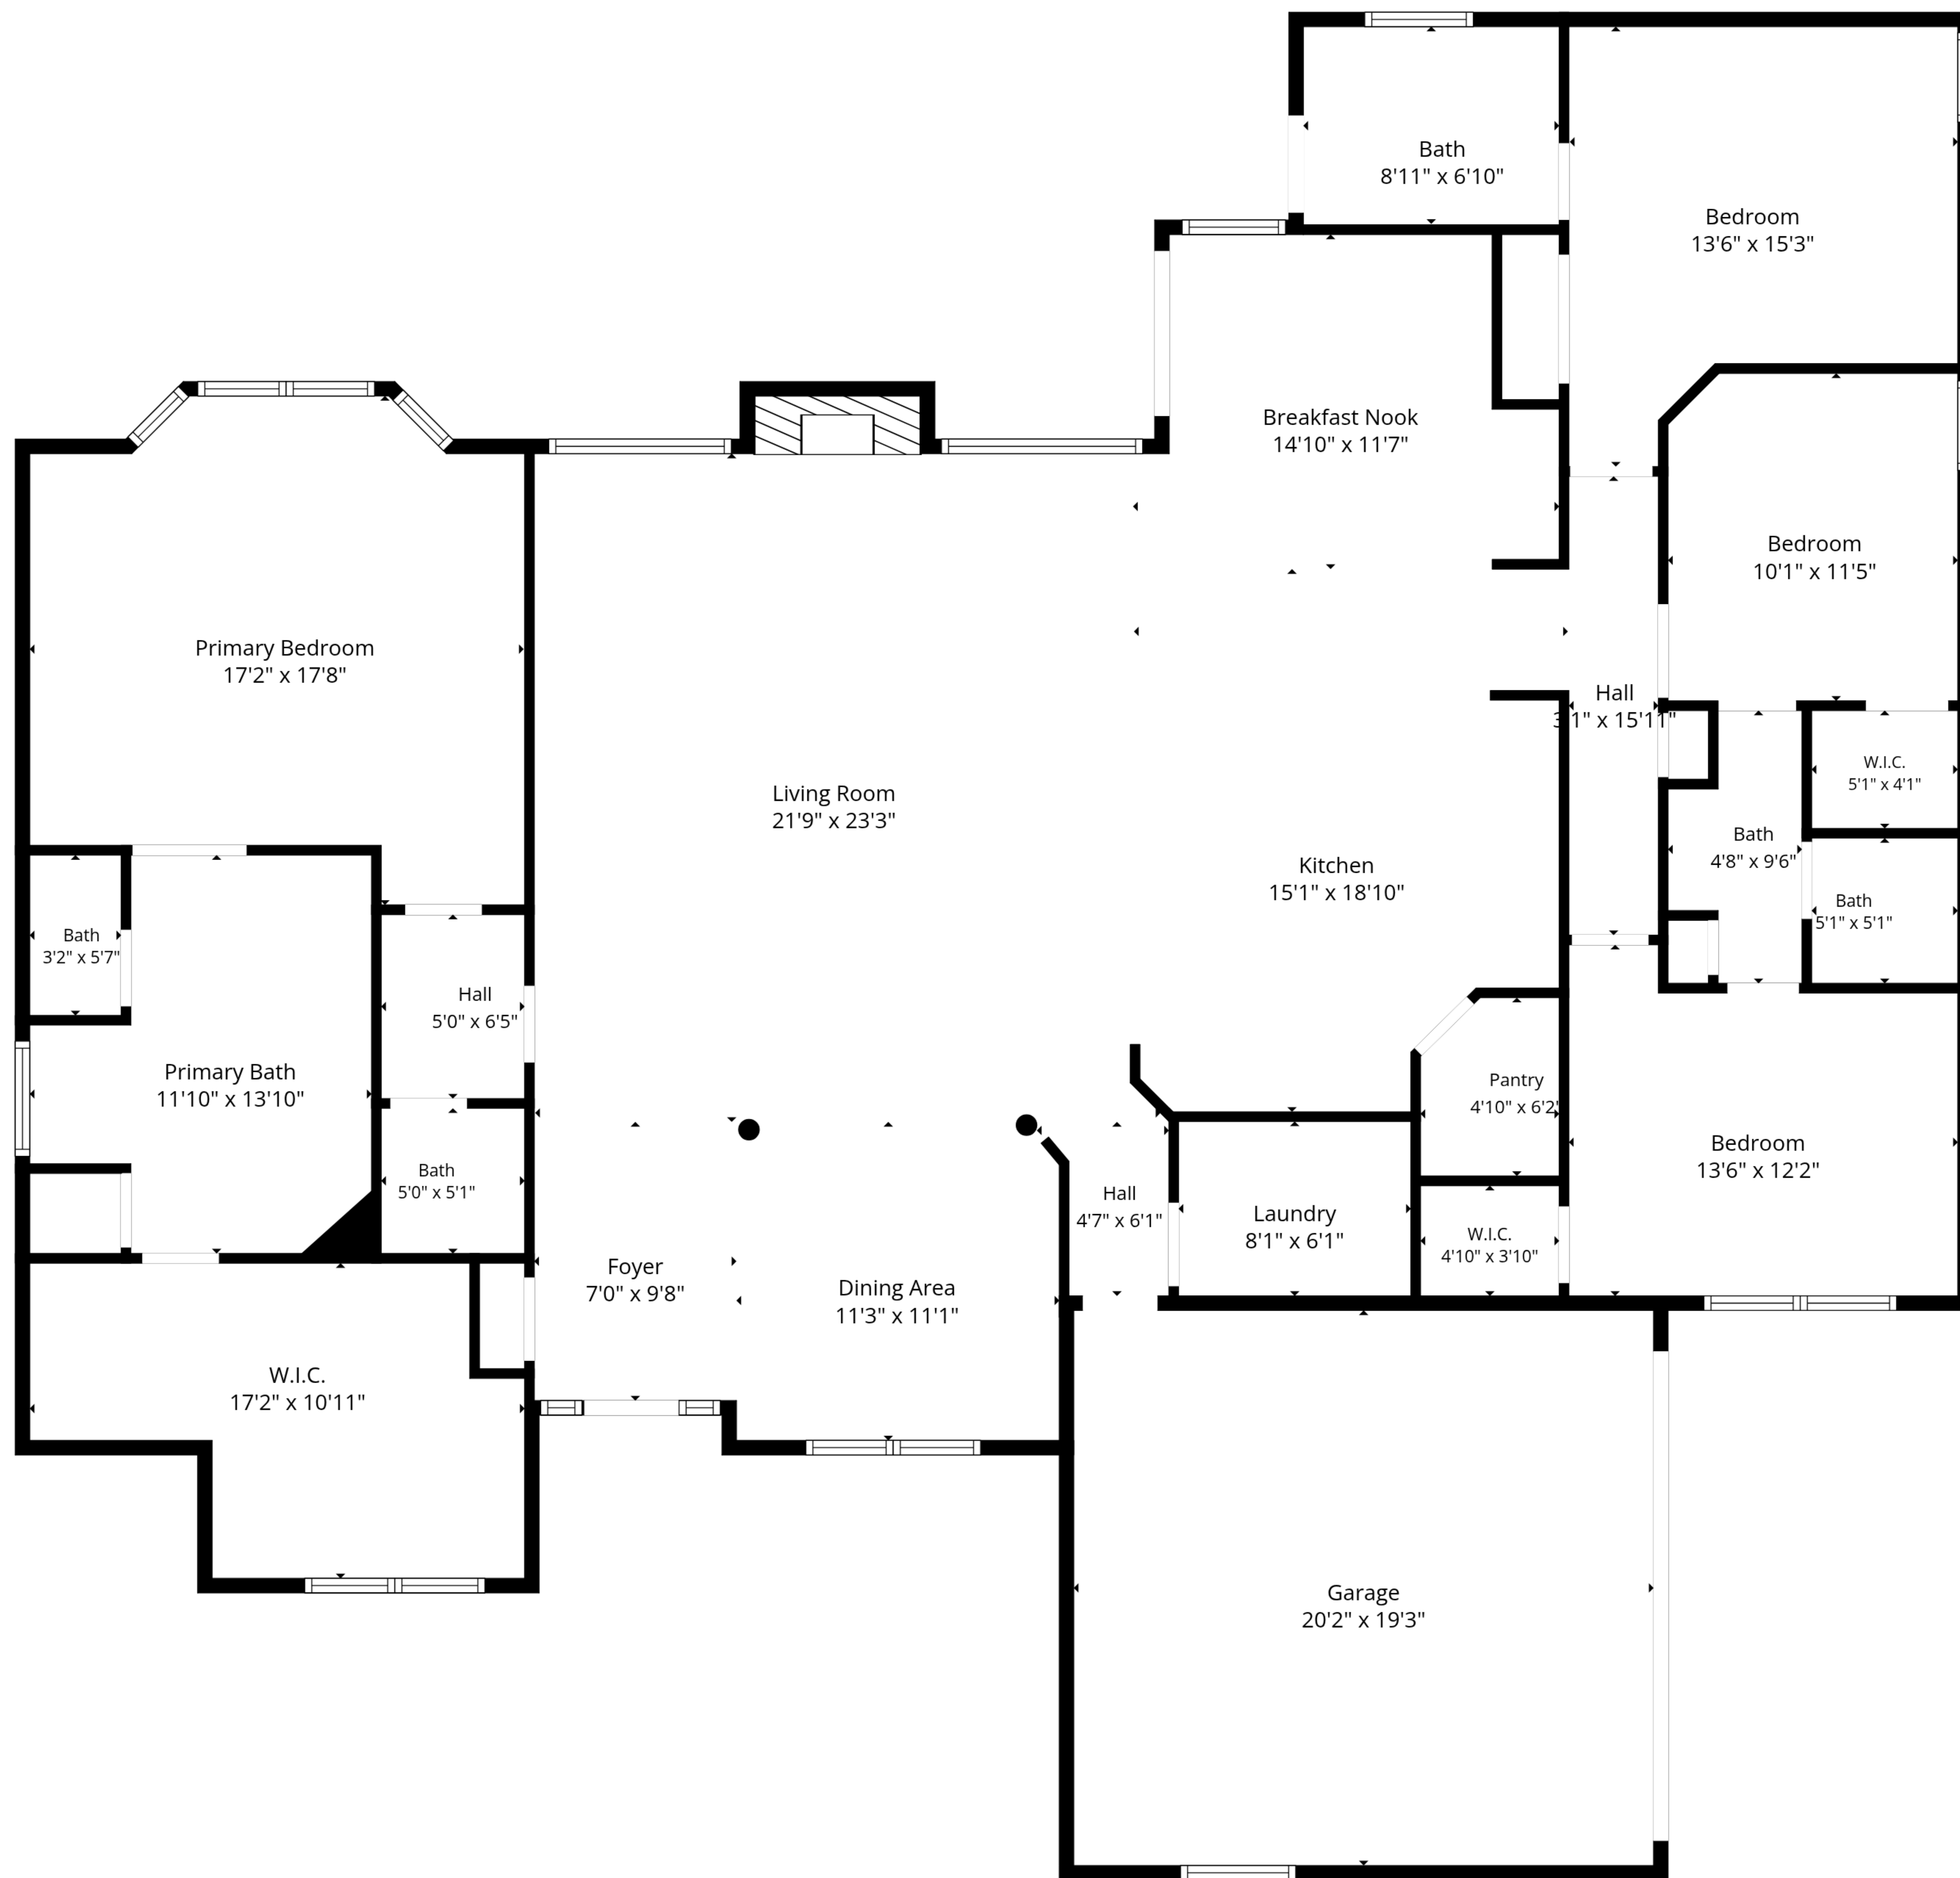 Bath
8'11" x 6'10"
Bedroom
13'6" x 15'3"
Breakfast Nook
14'10" x 11'7"
Bedroom
10'1" x 11'5"
Primary Bedroom
17'2" x 17'8"
Hall
3'1" x 15'11"
Living Room
21'9" x 23'3"
W.I.C.
5'1" x 4'1"
Bath
4'8" x 9'6"
Kitchen
15'1" x 18'10"
Bath
5'1" x 5'1"
Bath
3'2" x 5'7"
Hall
5'0" x 6'5"
Primary Bath
11'10" x 13'10"
Pantry
4'10" x 6'2"
Bedroom
13'6" x 12'2"
Bath
5'0" x 5'1"
Hall
4'7" x 6'1"
Laundry
8'1" x 6'1"
W.I.C.
4'10" x 3'10"
Foyer
7'0" x 9'8"
Dining Area
11'3" x 11'1"
W.I.C.
17'2" x 10'11"
Garage
20'2" x 19'3"